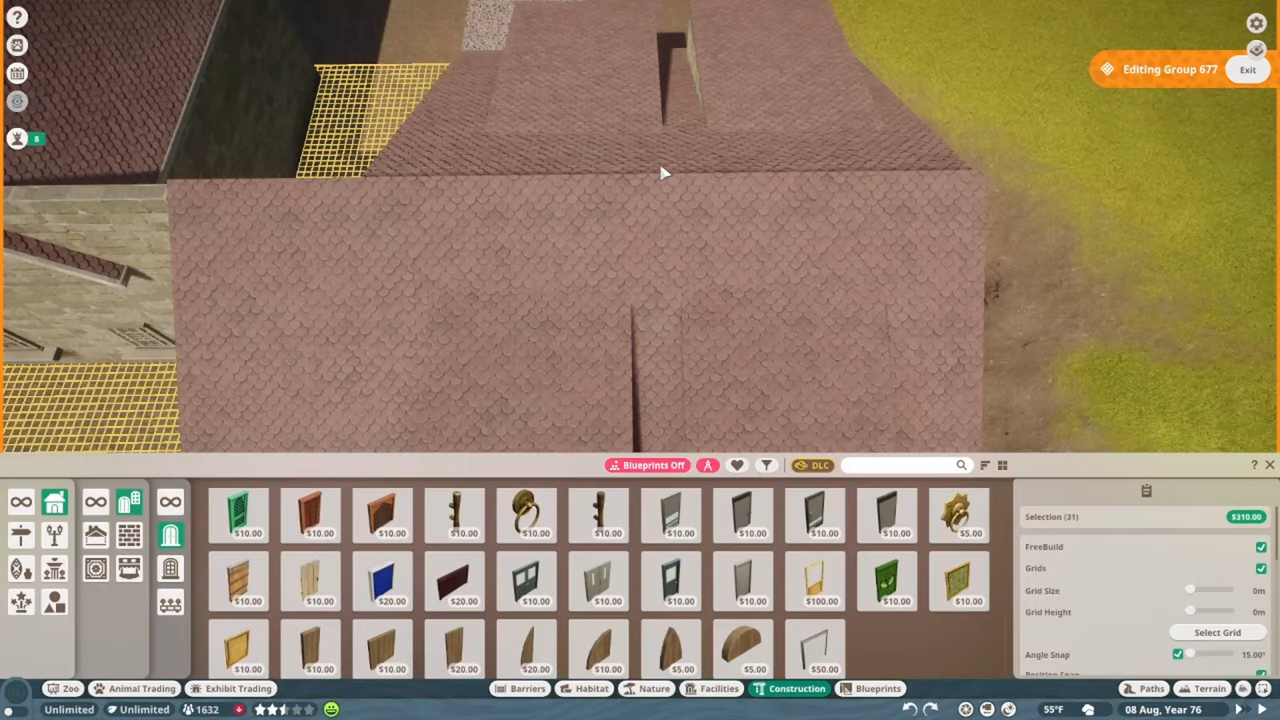 ?
Editing Group 677
Exit
8
Blueprints Off
DLC
?
$10.00 $10.00 $10.00 $10.00 $10.00 $10.00 $10.00 $10.00 $10.00 $10.00 $5.00
$10.00 $10.00 $20.00 $20.00 $10.00 $10.00 $10.00 $10.00 $100.00 $10.00 $10.00
$10.00 $10.00 $10.00 $20.00 $20.00 $10.00 $5.00 $5.00 $50.00
Selection (31) $310.00
FreeBuild
Grids
Grid Size 0m
Grid Height 0m
Select Grid
Angle Snap 15.00°
Zoo Animal Trading Exhibit Trading Barriers Habitat Nature Facilities Construction Blueprints Paths Terrain
Unlimited Unlimited 1632 55°F 08 Aug, Year 76